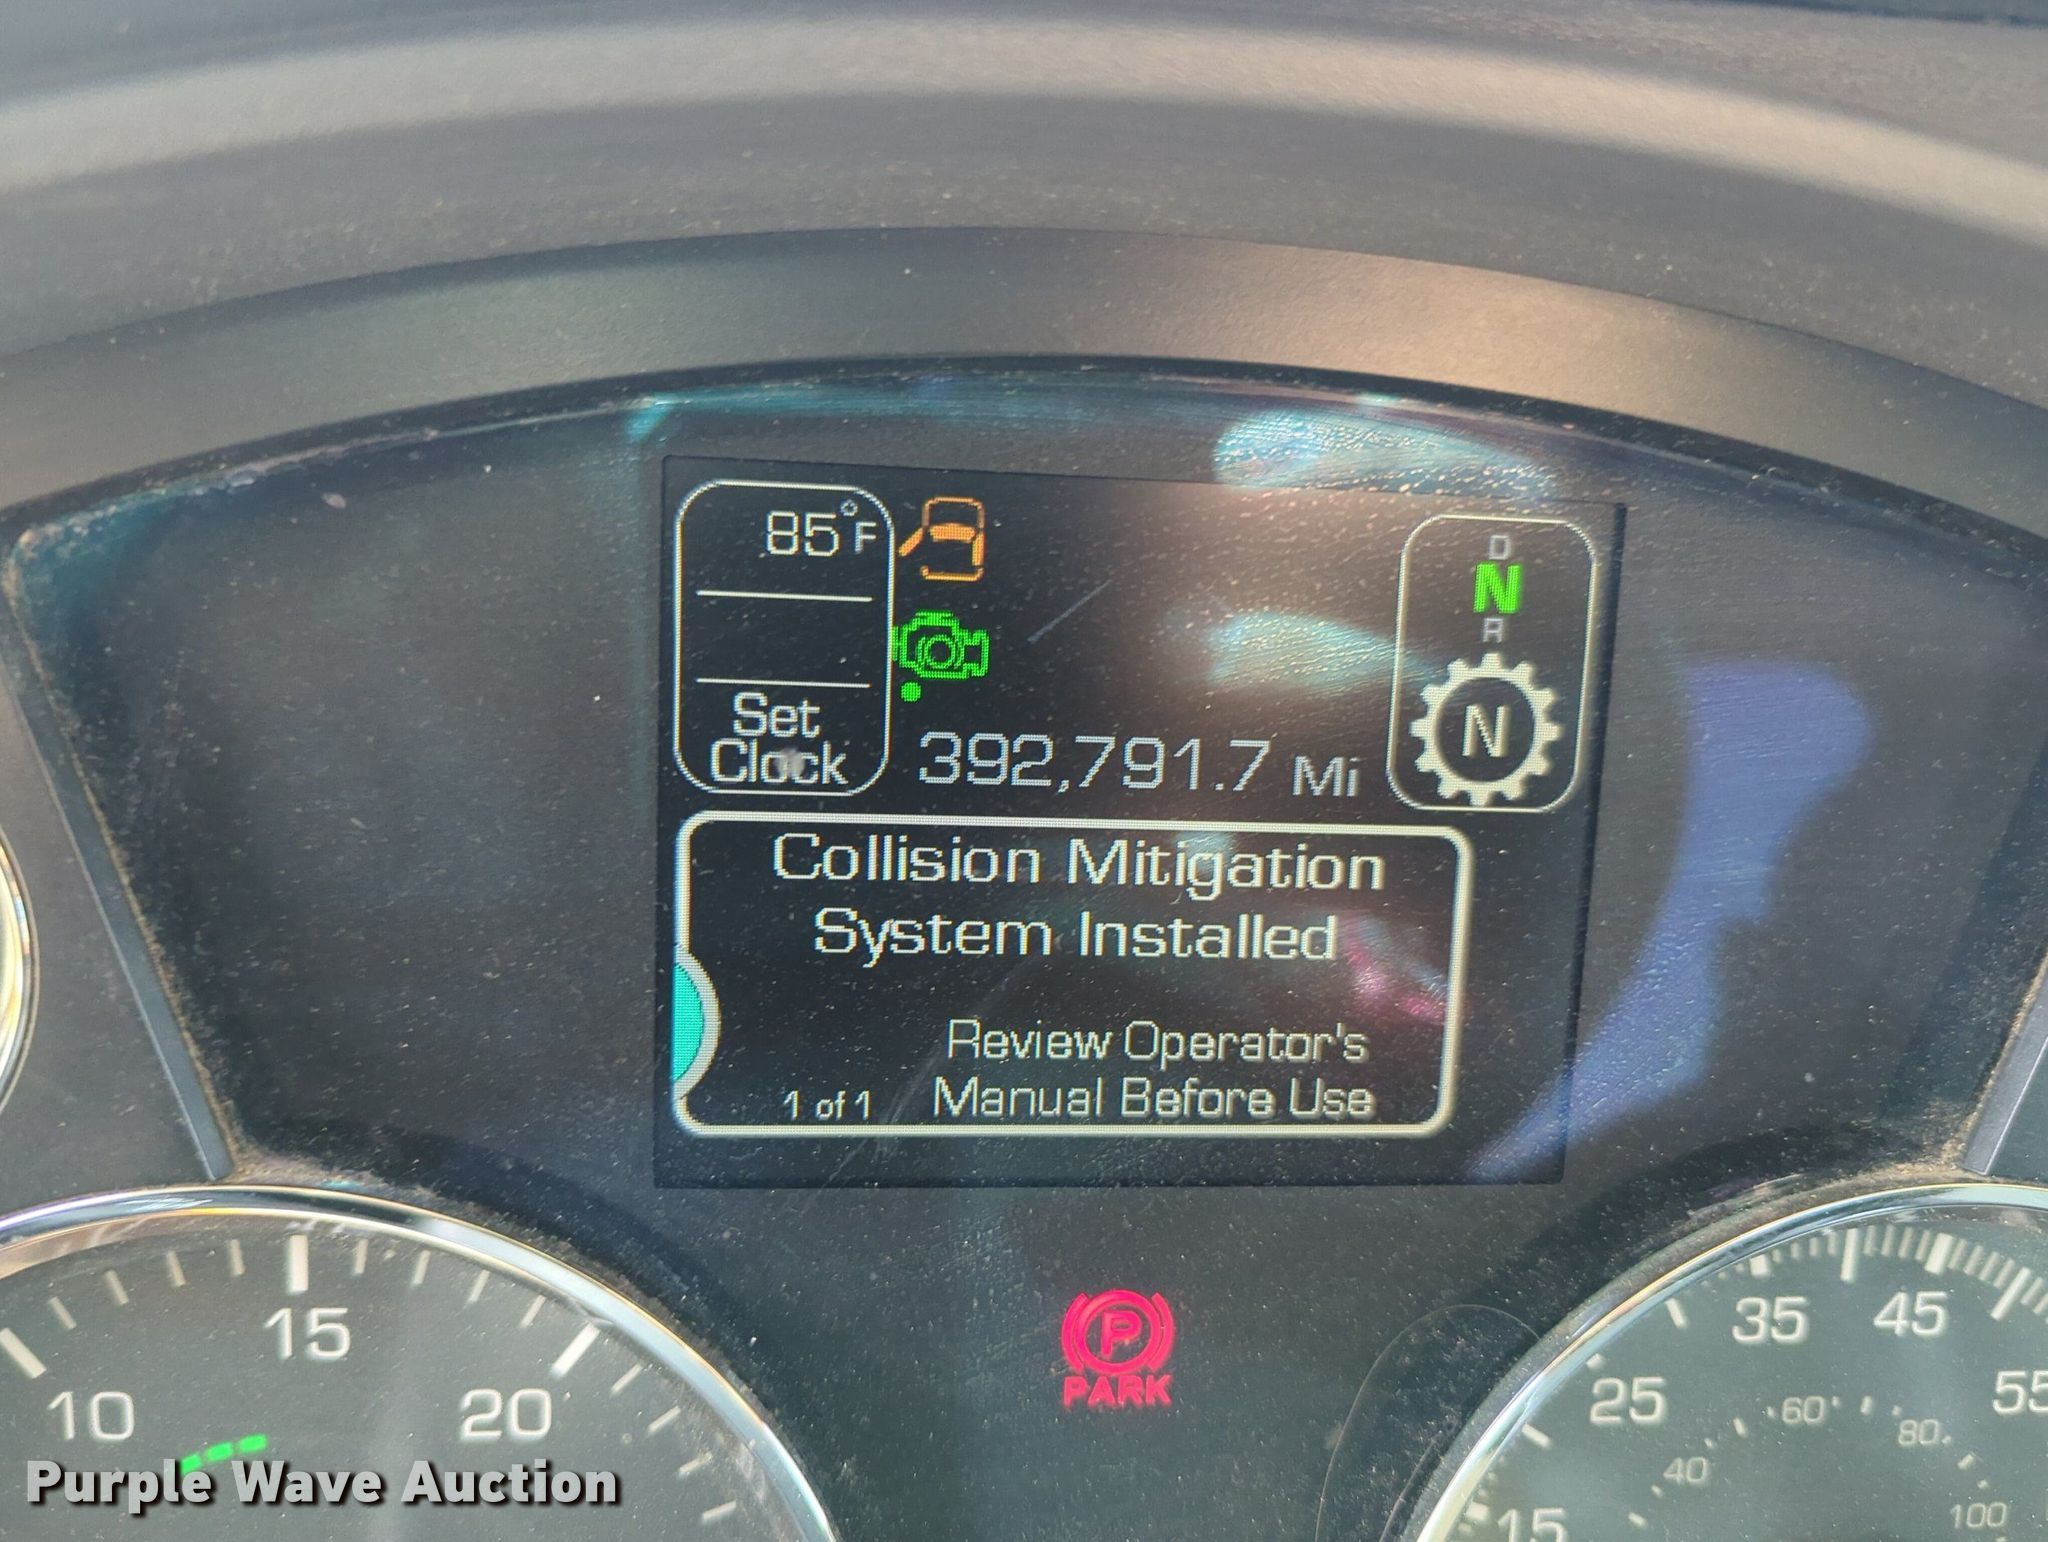 85°F
D
N
R
N
Set
Clock
392,791.7 Mi
Collision Mitigation
System Installed
Review Operator's
1 of 1 Manual Before Use
PARK
P
10
15
20
15
25
35
45
55
40
60
80
100
Purple Wave Auction